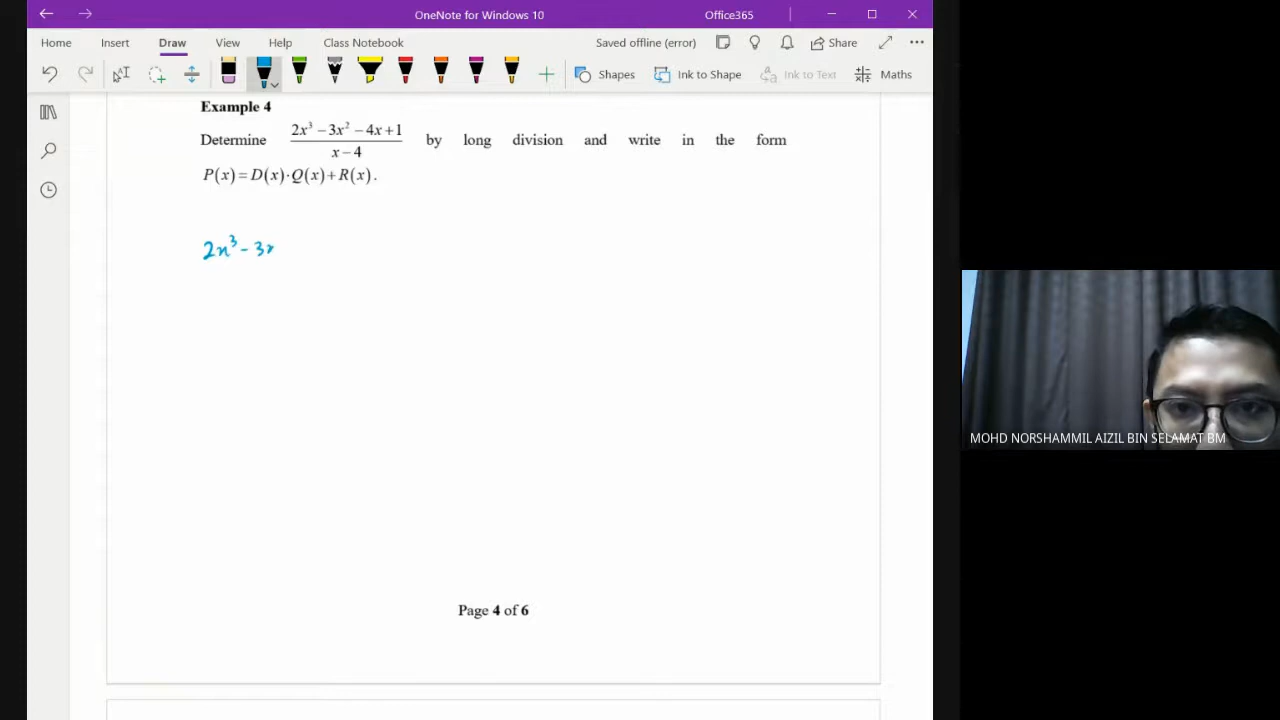 OneNote for Windows 10
Office365
Home Insert Draw View Help Class Notebook
Saved offline (error)
Share
Shapes
Ink to Shape
Ink to Text
Maths
Example 4
Determine (2x³ − 3x² − 4x + 1)/(x − 4) by long division and write in the form
P(x) = D(x)·Q(x) + R(x).
2x³ − 3x
Page 4 of 6
MOHD NORSHAMMIL AIZIL BIN SELAMAT BM